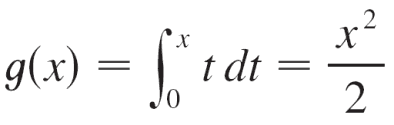 g(x) = ∫₀ˣ t dt = x²/2